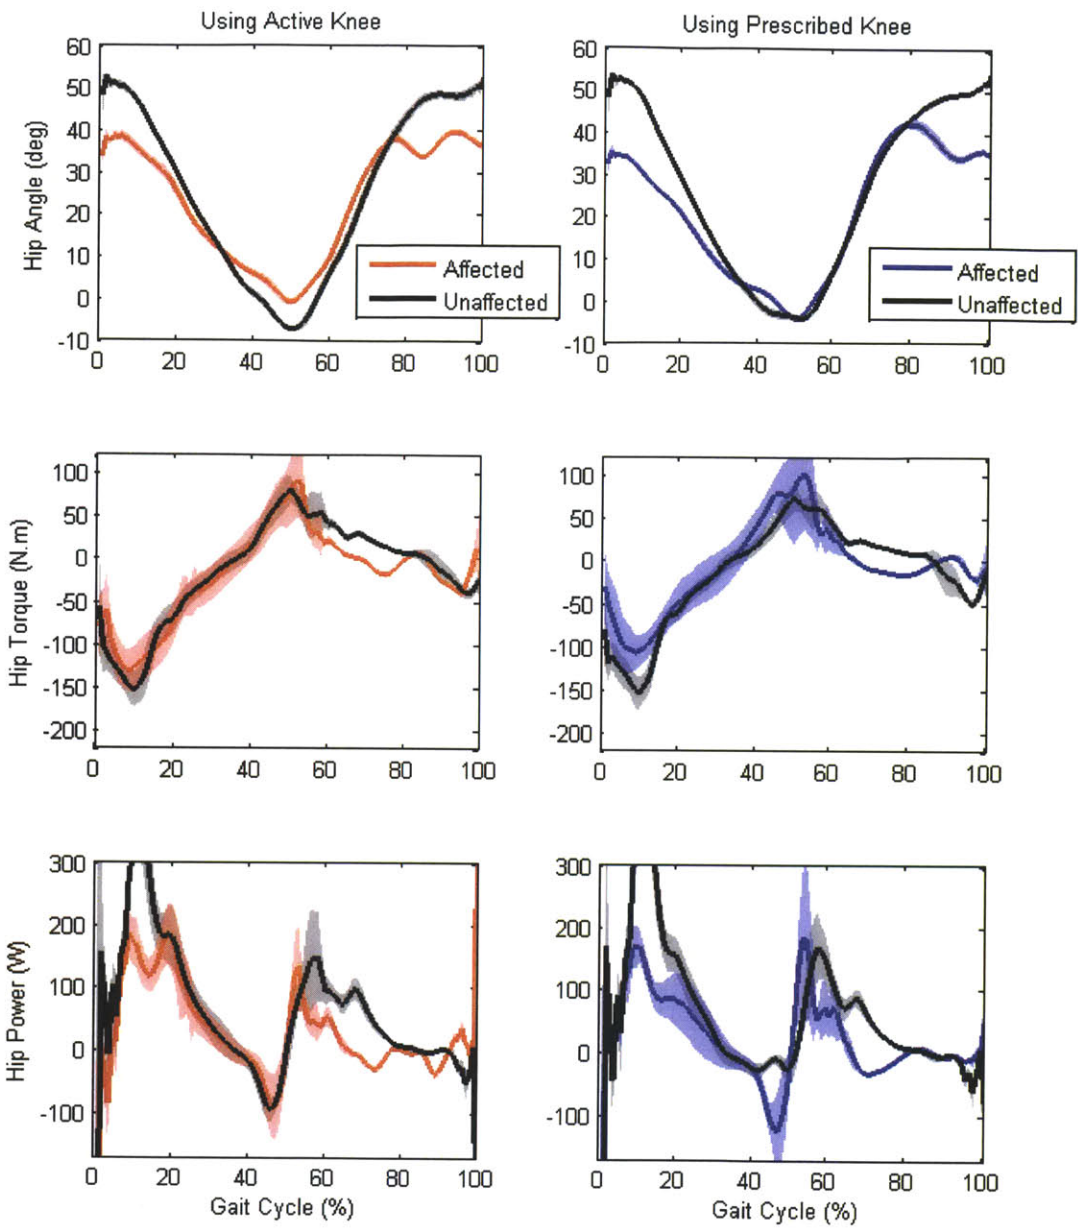 Using Active Knee
Using Prescribed Knee
Hip Angle (deg)
60
50
40
30
20
10
0
-10
0 20 40 60 80 100
Affected
Unaffected
60
50
40
30
20
10
0
-10
0 20 40 60 80 100
Affected
Unaffected
Hip Torque (N.m)
100
50
0
-50
-100
-150
-200
0 20 40 60 80 100
100
50
0
-50
-100
-150
-200
0 20 40 60 80 100
Hip Power (W)
300
200
100
0
-100
0 20 40 60 80 100
Gait Cycle (%)
300
200
100
0
-100
0 20 40 60 80 100
Gait Cycle (%)